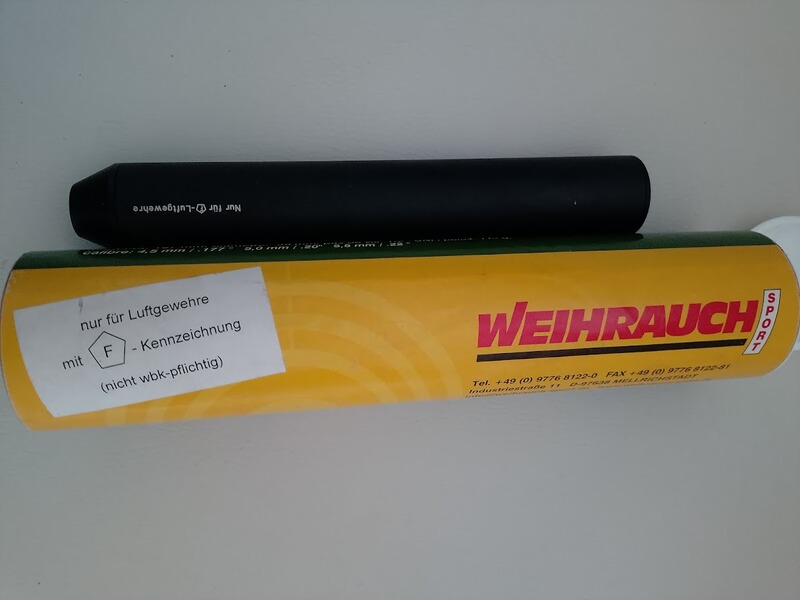 Nur für F-Luftgewehre
calibre: 4,5 mm / .177" 5,0 mm / .20" 5,5 mm / .22"
nur für Luftgewehre
mit F - Kennzeichnung
(nicht wbk-pflichtig)
WEIHRAUCH
SPORT
Tel. +49 (0) 9776 8122-0 FAX +49 (0) 9776 8122-81
Industriestraße 11 D-97638 MELLRICHSTADT